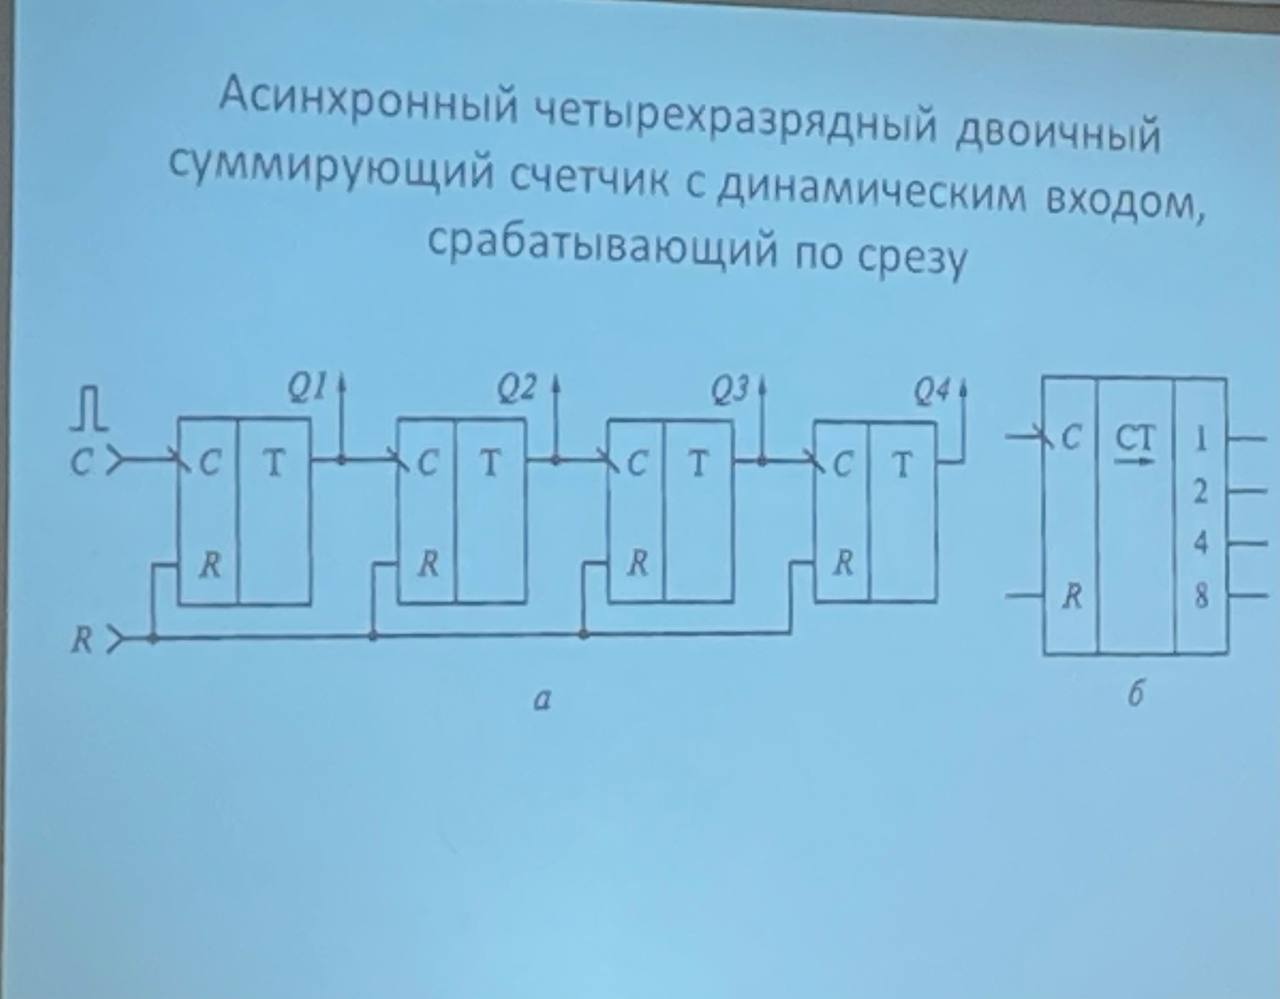 Асинхронный четырехразрядный двоичный
суммирующий счетчик с динамическим входом,
срабатывающий по срезу
Q1 Q2 Q3 Q4
C C T C T C T C T C CT 1
2
4
R R R R R 8
R
а б